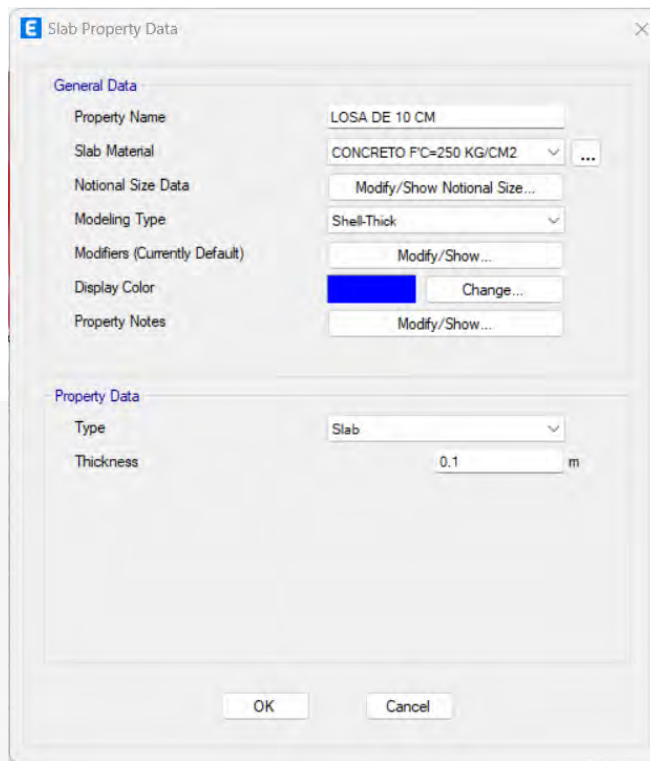 E Slab Property Data
General Data
Property Name LOSA DE 10 CM
Slab Material CONCRETO F'C=250 KG/CM2 ...
Notional Size Data Modify/Show Notional Size...
Modeling Type Shell-Thick
Modifiers (Currently Default) Modify/Show...
Display Color Change...
Property Notes Modify/Show...
Property Data
Type Slab
Thickness 0.1 m
OK Cancel